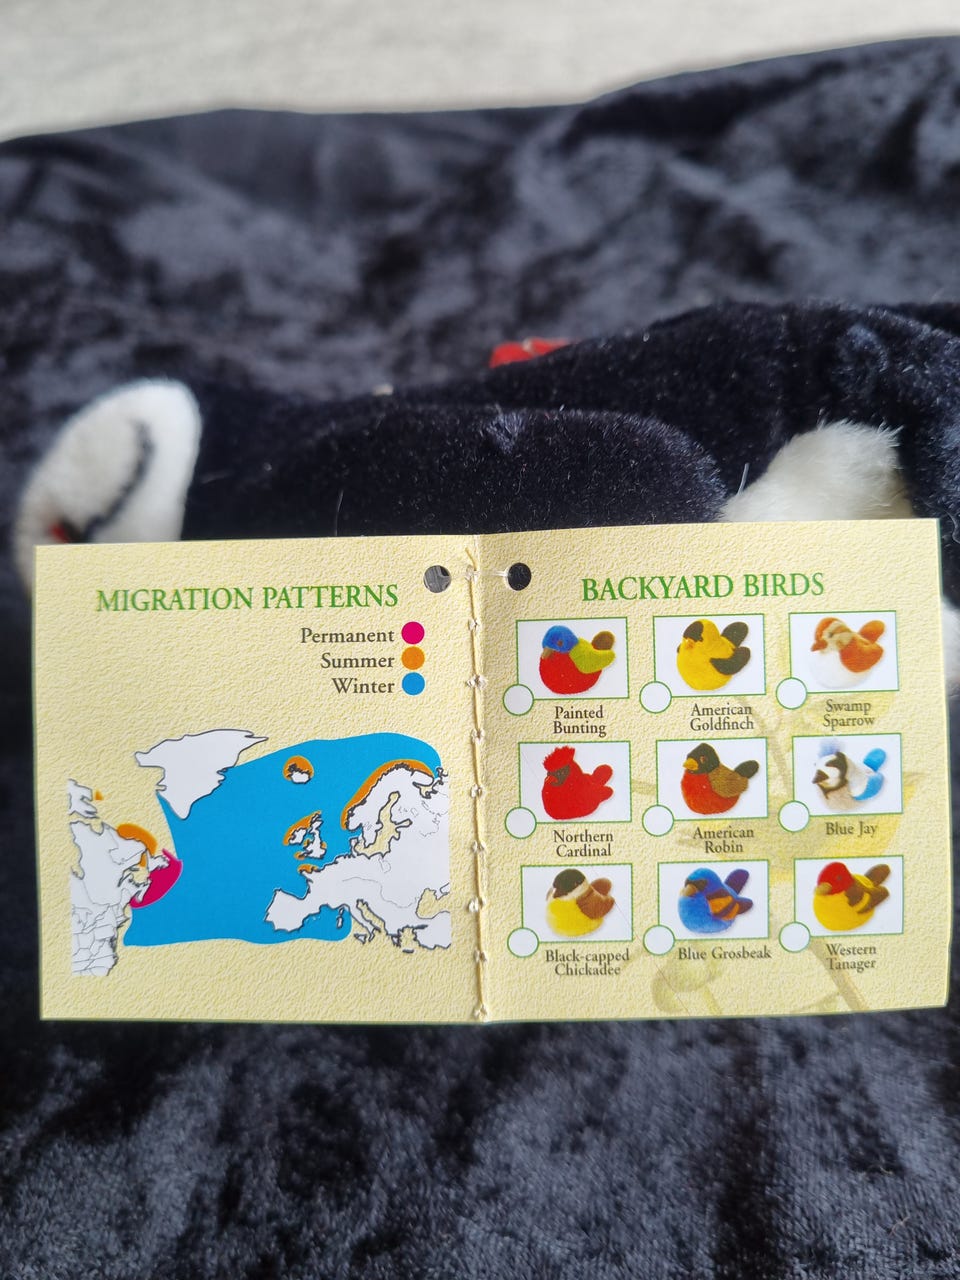 MIGRATION PATTERNS
Permanent
Summer
Winter
BACKYARD BIRDS
Painted
Bunting
American
Goldfinch
Swamp
Sparrow
Northern
Cardinal
American
Robin
Blue Jay
Black-capped
Chickadee
Blue Grosbeak
Western
Tanager